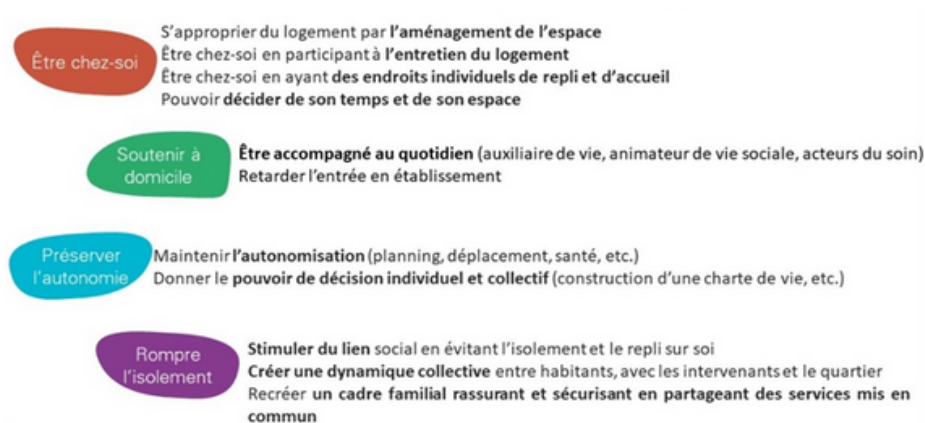 Être chez-soi
S’approprier du logement par l’aménagement de l’espace
Être chez-soi en participant à l’entretien du logement
Être chez-soi en ayant des endroits individuels de repli et d’accueil
Pouvoir décider de son temps et de son espace
Soutenir à
domicile
Être accompagné au quotidien (auxiliaire de vie, animateur de vie sociale, acteurs du soin)
Retarder l’entrée en établissement
Préserver
l’autonomie
Maintenir l’autonomisation (planning, déplacement, santé, etc.)
Donner le pouvoir de décision individuel et collectif (construction d’une charte de vie, etc.)
Rompre
l’isolement
Stimuler du lien social en évitant l’isolement et le repli sur soi
Créer une dynamique collective entre habitants, avec les intervenants et le quartier
Recréer un cadre familial rassurant et sécurisant en partageant des services mis en
commun